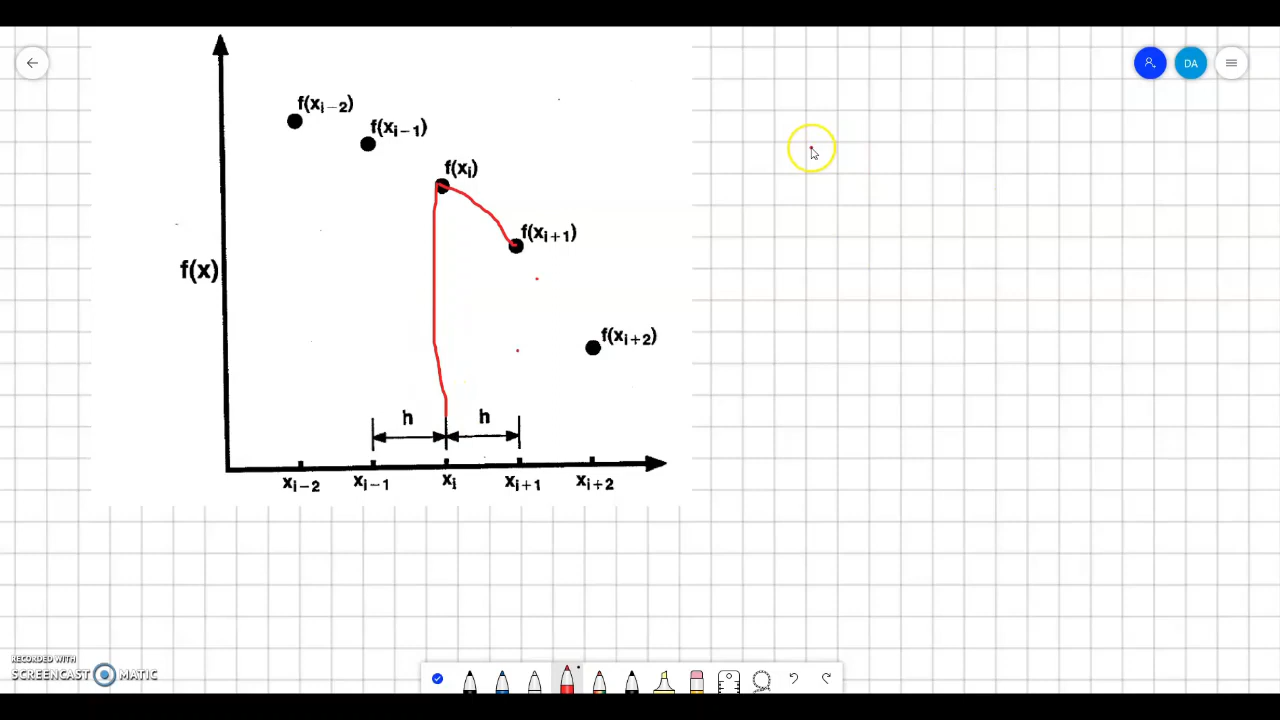 f(xi−2)
f(xi−1)
f(xi)
f(xi+1)
f(x)
f(xi+2)
h
h
xi−2
xi−1
xi
xi+1
xi+2
DA
RECORDED WITH
SCREENCAST MATIC